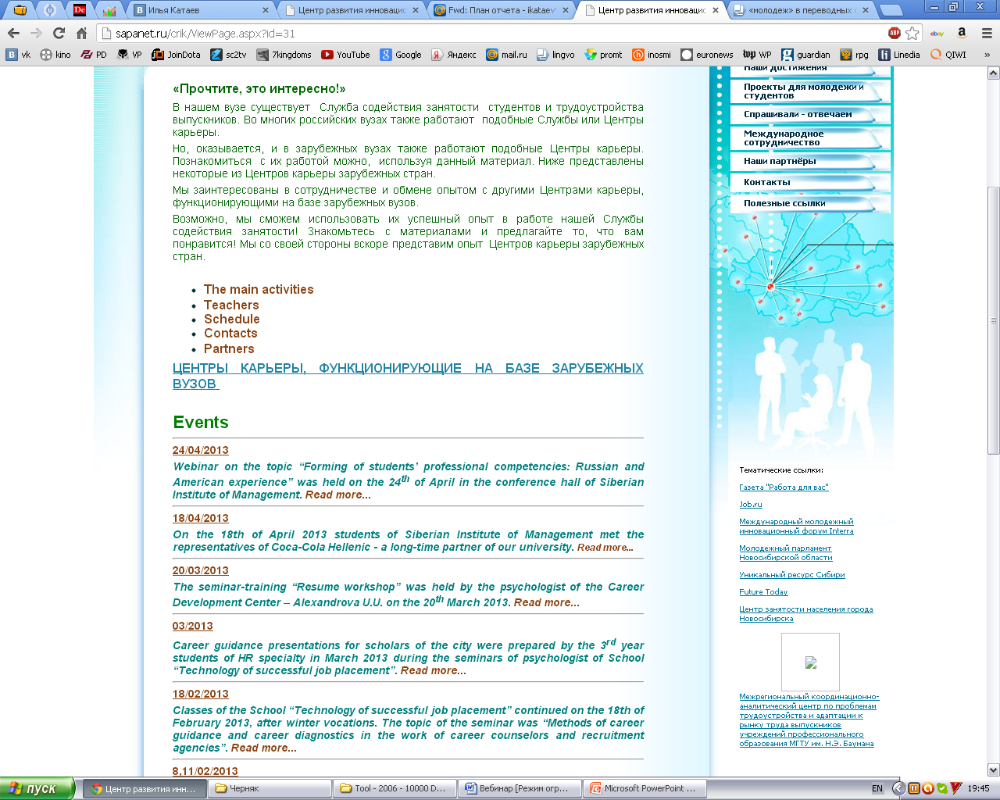 Илья Катаев
Центр развития инноваци
Fwd: План отчета - ikataev
Центр развития инноваци
«молодеж» в переводных
sapanet.ru/crik/ViewPage.aspx?id=31
vk kino PD VP JoinDota sc2tv 7kingdoms YouTube Google Яндекс mail.ru lingvo promt inosmi euronews WP guardian rpg Linedia QIWI »
Наши достижения
Проекты для молодежи и
студентов
Спрашивали - отвечаем
Международное
сотрудничество
Наши партнёры
Контакты
Полезные ссылки
«Прочтите, это интересно!»
В нашем вузе существует Служба содействия занятости студентов и трудоустройства
выпускников. Во многих российских вузах также работают подобные Службы или Центры
карьеры.
Но, оказывается, и в зарубежных вузах также работают подобные Центры карьеры.
Познакомиться с их работой можно, используя данный материал. Ниже представлены
некоторые из Центров карьеры зарубежных стран.
Мы заинтересованы в сотрудничестве и обмене опытом с другими Центрами карьеры,
функционирующими на базе зарубежных вузов.
Возможно, мы сможем использовать их успешный опыт в работе нашей Службы
содействия занятости! Знакомьтесь с материалами и предлагайте то, что вам
понравится! Мы со своей стороны вскоре представим опыт Центров карьеры зарубежных
стран.
The main activities
Teachers
Schedule
Contacts
Partners
ЦЕНТРЫ КАРЬЕРЫ, ФУНКЦИОНИРУЮЩИЕ НА БАЗЕ ЗАРУБЕЖНЫХ
ВУЗОВ
Events
24/04/2013
Webinar on the topic “Forming of students’ professional competencies: Russian and
American experience” was held on the 24th of April in the conference hall of Siberian
Institute of Management. Read more...
18/04/2013
On the 18th of April 2013 students of Siberian Institute of Management met the
representatives of Coca-Cola Hellenic - a long-time partner of our university. Read more...
20/03/2013
The seminar-training “Resume workshop” was held by the psychologist of the Career
Development Center – Alexandrova U.U. on the 20th March 2013. Read more...
03/2013
Career guidance presentations for scholars of the city were prepared by the 3rd year
students of HR specialty in March 2013 during the seminars of psychologist of School
“Technology of successful job placement”. Read more...
18/02/2013
Classes of the School “Technology of successful job placement” continued on the 18th of
February 2013, after winter vocations. The topic of the seminar was “Methods of career
guidance and career diagnostics in the work of career counselors and recruitment
agencies”. Read more...
8,11/02/2013
Тематические ссылки:
Газета "Работа для вас"
Job.ru
Международный молодежный
инновационный форум Interra
Молодежный парламент
Новосибирской области
Уникальный ресурс Сибири
Future Today
Центр занятости населения города
Новосибирска
Межрегиональный координационно-
аналитический центр по проблемам
трудоустройства и адаптации к
рынку труда выпускников
учреждений профессионального
образования МГТУ им. Н.Э. Баумана
пуск
Центр развития инн...
Черняк
Tool - 2006 - 10000 D...
Вебинар [Режим огр...
Microsoft PowerPoint ...
EN
19:45